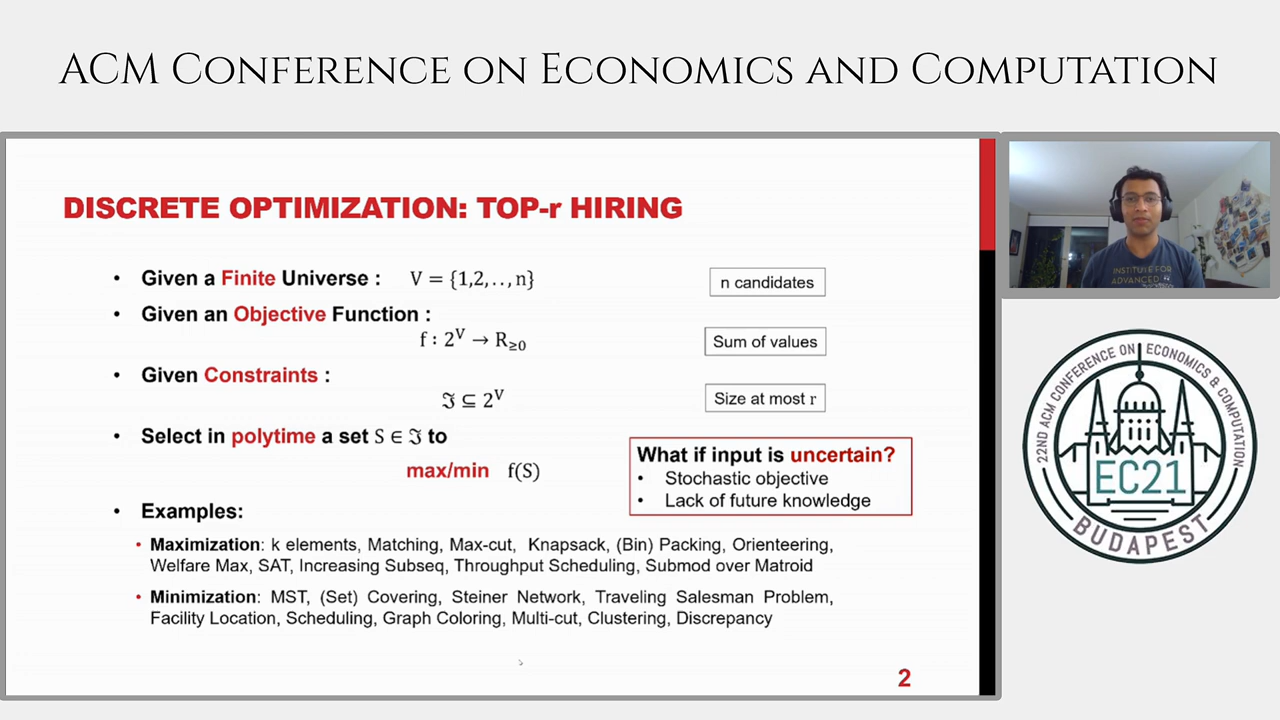 ACM Conference on Economics and Computation
DISCRETE OPTIMIZATION: TOP-r HIRING
• Given a Finite Universe : V = {1,2,..,n}
n candidates
• Given an Objective Function :
f : 2^V → R≥0
Sum of values
• Given Constraints :
ℑ ⊆ 2^V
Size at most r
• Select in polytime a set S ∈ ℑ to
max/min f(S)
What if input is uncertain?
• Stochastic objective
• Lack of future knowledge
• Examples:
• Maximization: k elements, Matching, Max-cut, Knapsack, (Bin) Packing, Orienteering,
Welfare Max, SAT, Increasing Subseq, Throughput Scheduling, Submod over Matroid
• Minimization: MST, (Set) Covering, Steiner Network, Traveling Salesman Problem,
Facility Location, Scheduling, Graph Coloring, Multi-cut, Clustering, Discrepancy
2
INSTITUTE FOR
ADVANCED
22ND ACM CONFERENCE ON ECONOMICS & COMPUTATION
EC21
BUDAPEST